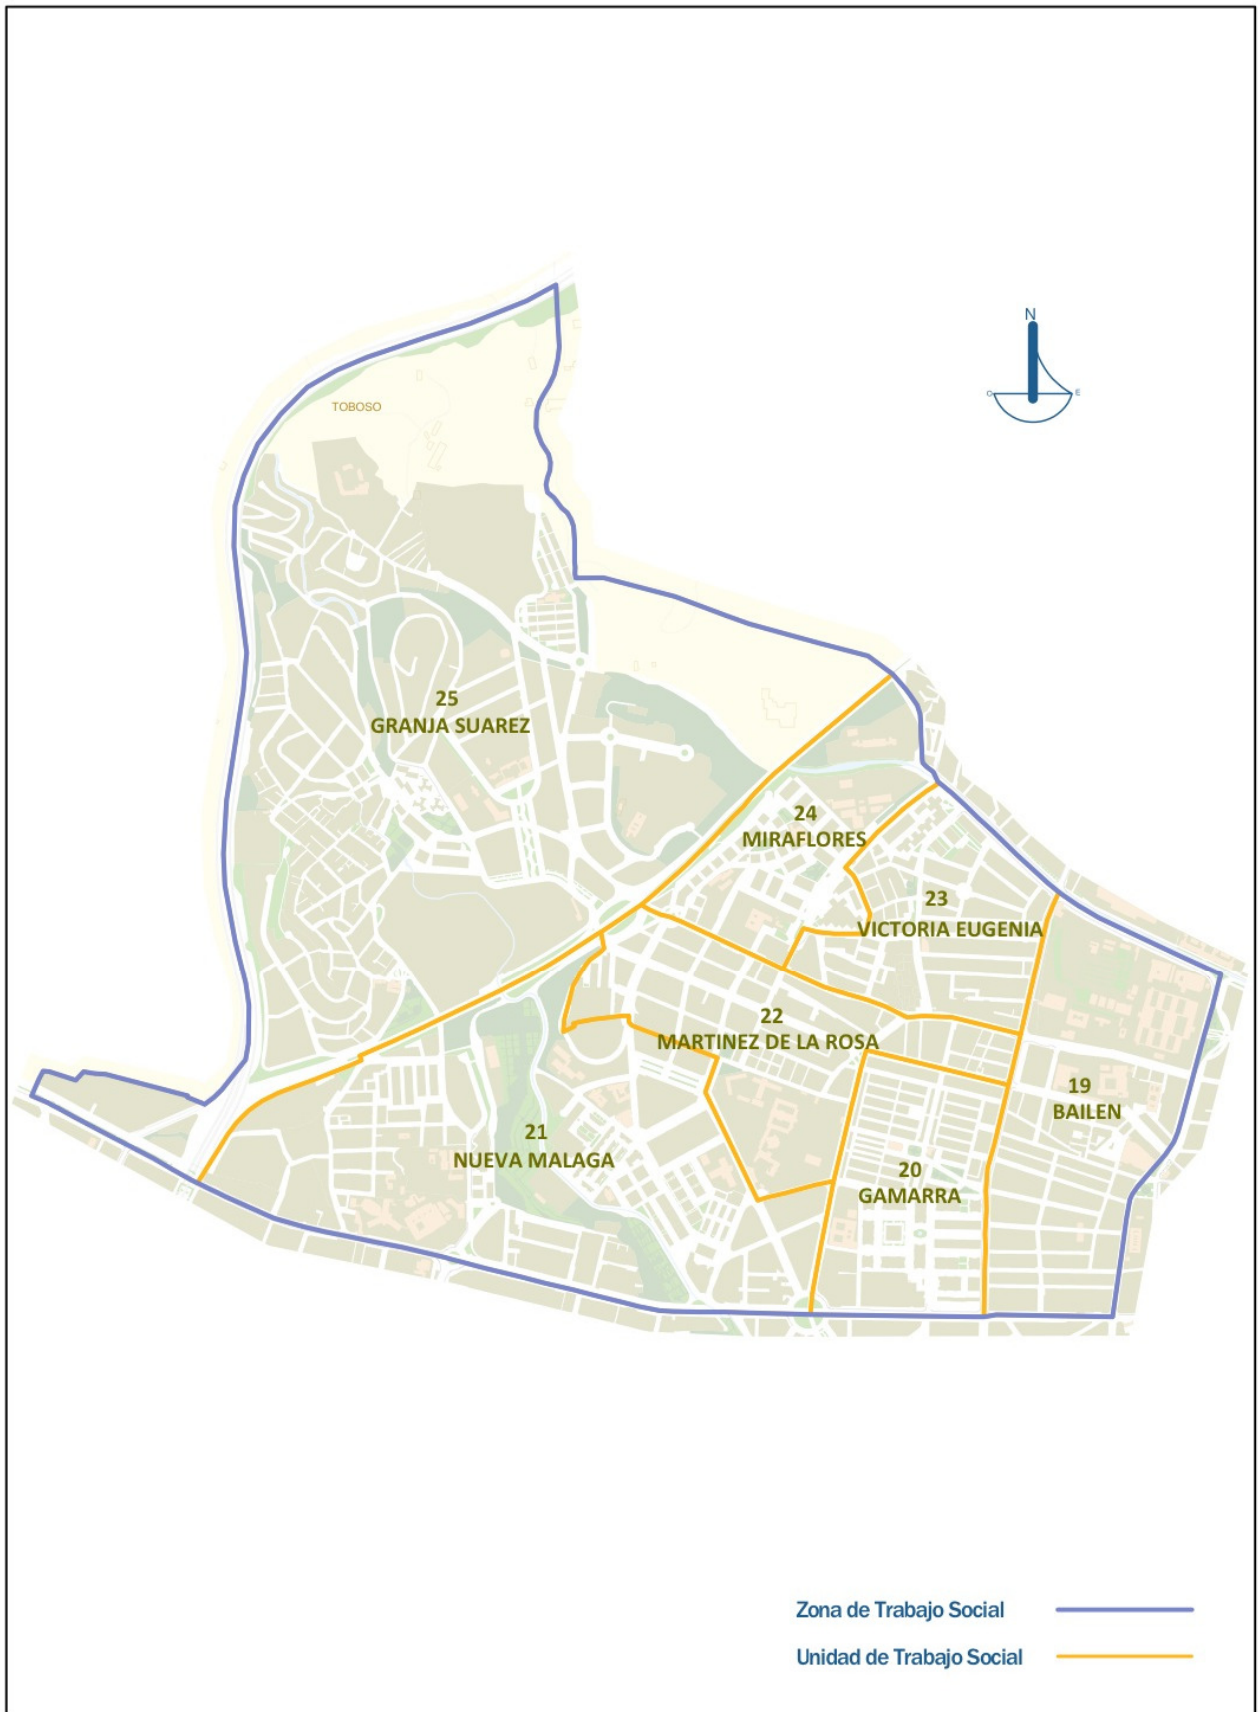 N
O
E
TOBOSO
25
GRANJA SUAREZ
24
MIRAFLORES
23
VICTORIA EUGENIA
22
MARTINEZ DE LA ROSA
19
BAILEN
21
NUEVA MALAGA
20
GAMARRA
Zona de Trabajo Social
Unidad de Trabajo Social